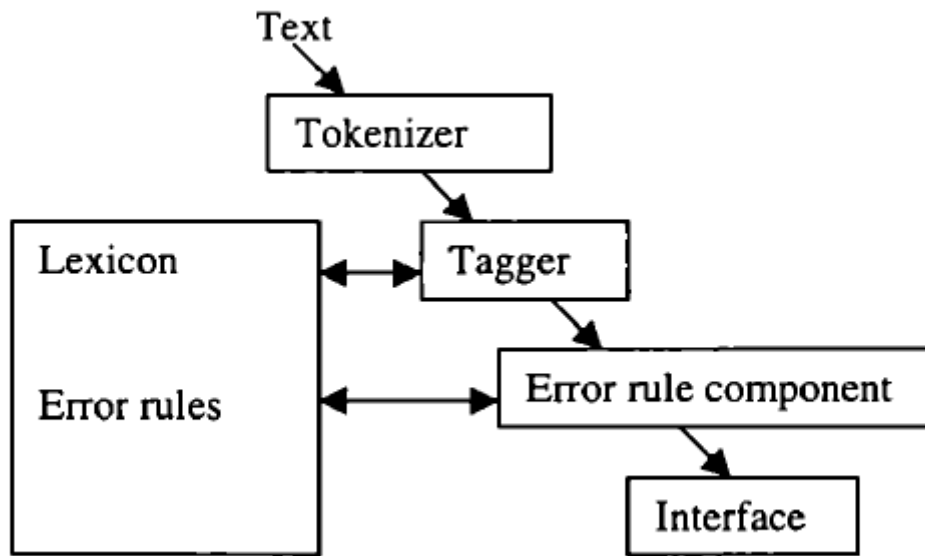 Text
Tokenizer
Lexicon
Tagger
Error rules
Error rule component
Interface